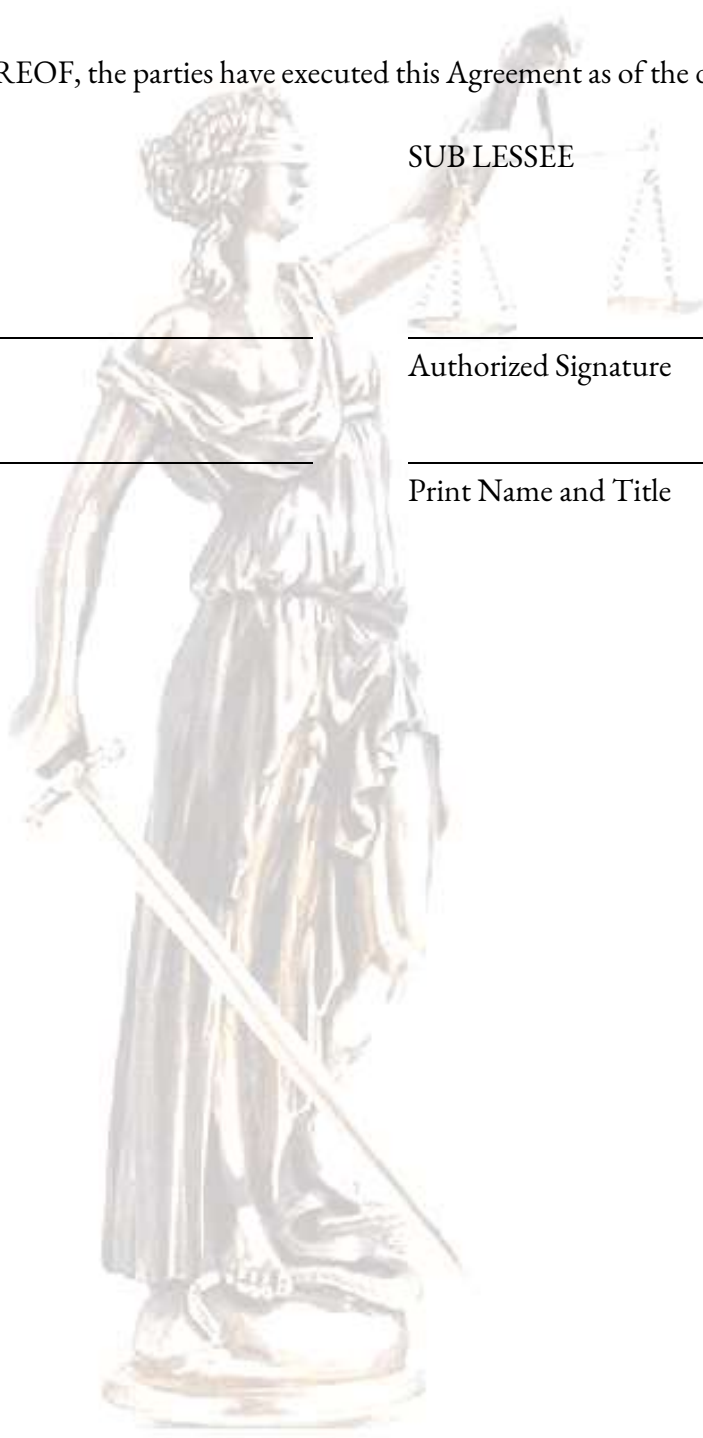 REOF, the parties have executed this Agreement as of the
SUB LESSEE
Authorized Signature
Print Name and Title